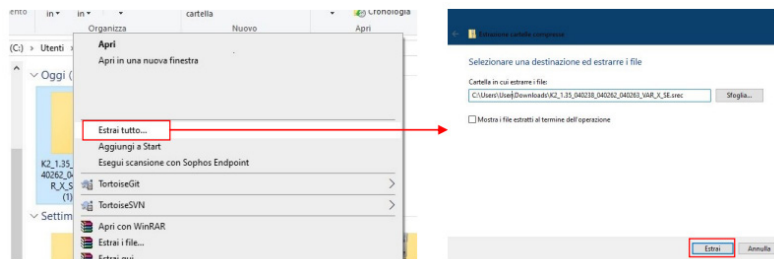 in
in
cartella
Cronologia
Organizza
Nuovo
Apri
(C:) > Utenti >
Oggi (
K2_1.35_
40262_0
R_X_S
(1)
Settim
Apri
Apri in una nuova finestra
Estrai tutto...
Aggiungi a Start
Esegui scansione con Sophos Endpoint
TortoiseGit
TortoiseSVN
Apri con WinRAR
Estrai i file...
Estrai qui
Estrazione cartelle compresse
Selezionare una destinazione ed estrarre i file
Cartella in cui estrarre i file:
C:\Users\User\Downloads\K2_1.35_040238_040262_040263_VAR_X_SE.srec
Sfoglia...
Mostra i file estratti al termine dell'operazione
Estrai
Annulla